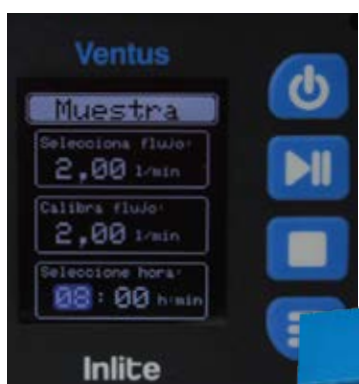 Ventus
Muestra
Selecciona flujo:
2,00 l/min
Calibra flujo:
2,00 l/min
Seleccione hora:
08:00 h:min
Inlite